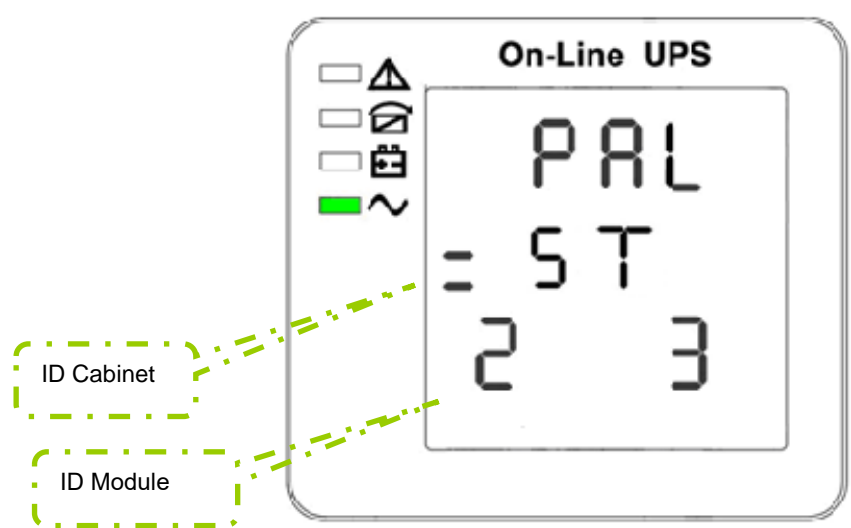 On-Line UPS
PAL
= ST
2 3
ID Cabinet
ID Module